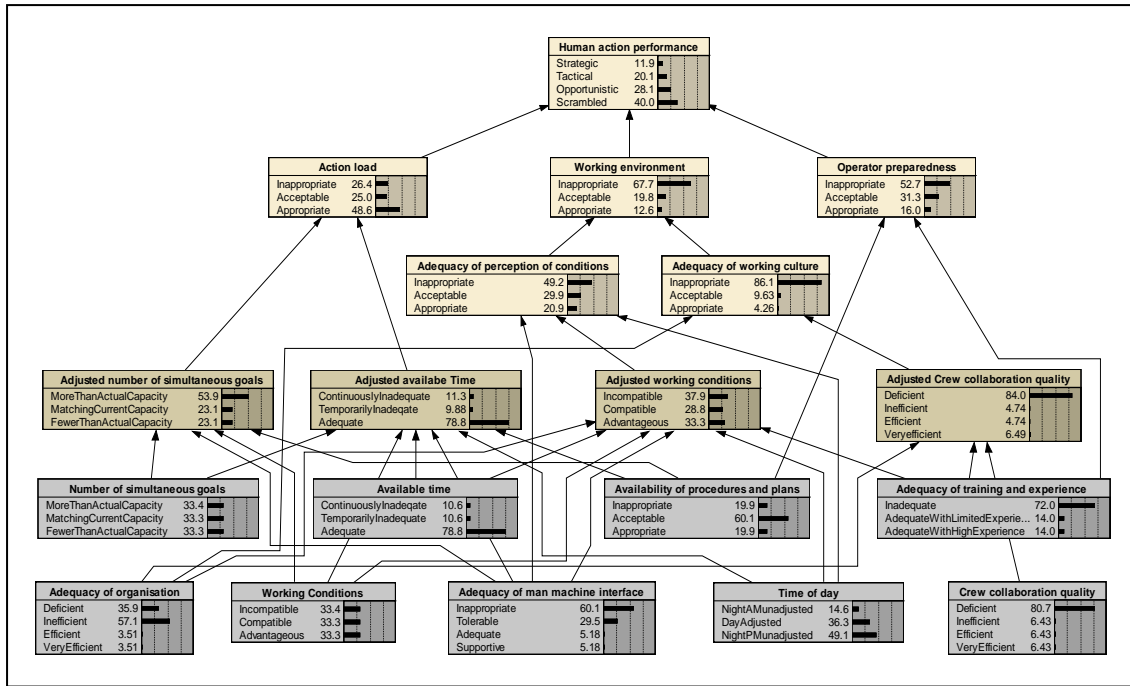 Human action performance
Strategic 11.9
Tactical 20.1
Opportunistic 28.1
Scrambled 40.0
Action load
Inappropriate 26.4
Acceptable 25.0
Appropriate 48.6
Working environment
Inappropriate 67.7
Acceptable 19.8
Appropriate 12.6
Operator preparedness
Inappropriate 52.7
Acceptable 31.3
Appropriate 16.0
Adequacy of perception of conditions
Inappropriate 49.2
Acceptable 29.9
Appropriate 20.9
Adequacy of working culture
Inappropriate 86.1
Acceptable 9.63
Appropriate 4.26
Adjusted number of simultaneous goals
MoreThanActualCapacity 53.9
MatchingCurrentCapacity 23.1
FewerThanActualCapacity 23.1
Adjusted availabe Time
ContinuouslyInadequate 11.3
TemporarilyInadeqate 9.88
Adequate 78.8
Adjusted working conditions
Incompatible 37.9
Compatible 28.8
Advantageous 33.3
Adjusted Crew collaboration quality
Deficient 84.0
Inefficient 4.74
Efficient 4.74
Veryefficient 6.49
Number of simultaneous goals
MoreThanActualCapacity 33.4
MatchingCurrentCapacity 33.3
FewerThanActualCapacity 33.3
Available time
ContinuouslyInadeqate 10.6
TemporarilyInadequate 10.6
Adequate 78.8
Availability of procedures and plans
Inappropriate 19.9
Acceptable 60.1
Appropriate 19.9
Adequacy of training and experience
Inadequate 72.0
AdequateWithLimitedExperie... 14.0
AdequateWithHighExperience 14.0
Adequacy of organisation
Deficient 35.9
Inefficient 57.1
Efficient 3.51
VeryEfficient 3.51
Working Conditions
Incompatible 33.4
Compatible 33.3
Advantageous 33.3
Adequacy of man machine interface
Inappropriate 60.1
Tolerable 29.5
Adequate 5.18
Supportive 5.18
Time of day
NightAMunadjusted 14.6
DayAdjusted 36.3
NightPMunadjusted 49.1
Crew collaboration quality
Deficient 80.7
Inefficient 6.43
Efficient 6.43
VeryEfficient 6.43